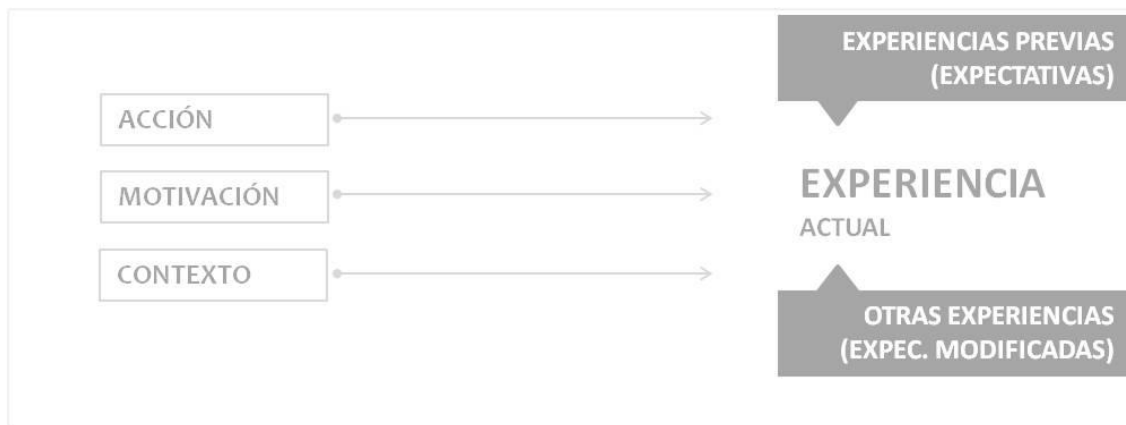 EXPERIENCIAS PREVIAS
(EXPECTATIVAS)
ACCIÓN
MOTIVACIÓN
CONTEXTO
EXPERIENCIA
ACTUAL
OTRAS EXPERIENCIAS
(EXPEC. MODIFICADAS)